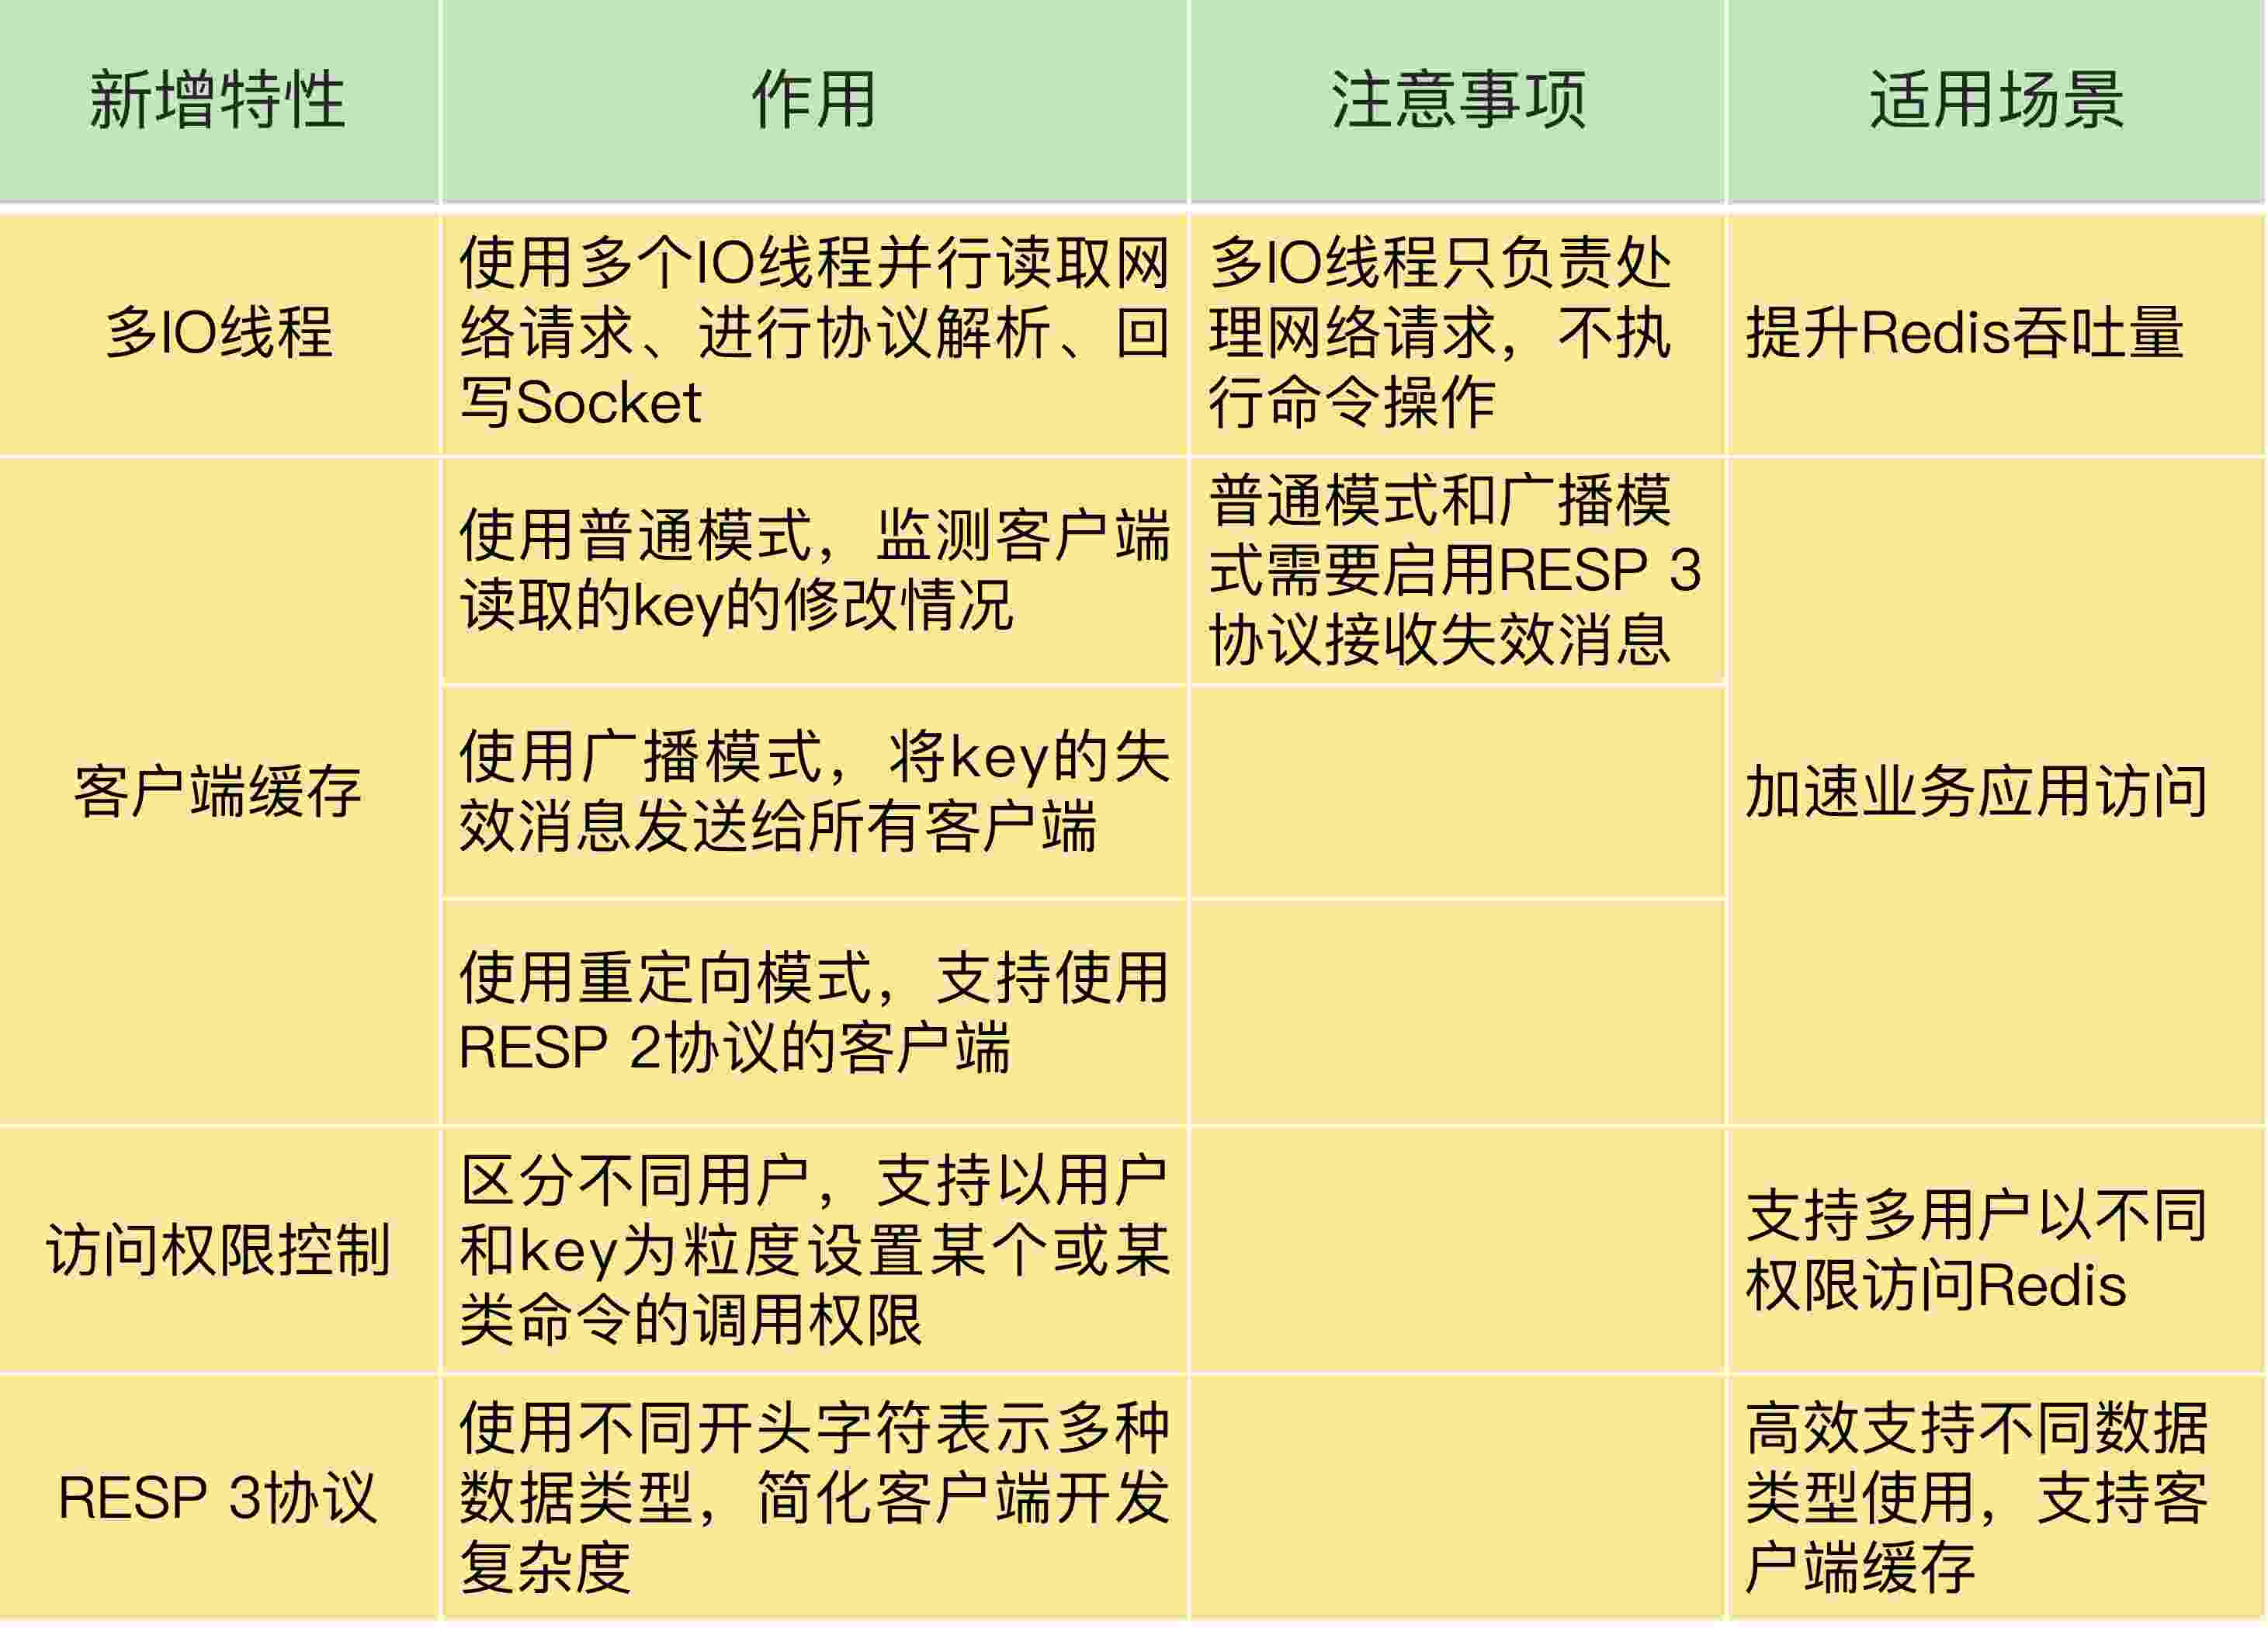 新增特性
作用
注意事项
适用场景
多IO线程
使用多个IO线程并行读取网
络请求、进行协议解析、回
写Socket
多IO线程只负责处
理网络请求，不执
行命令操作
提升Redis吞吐量
客户端缓存
使用普通模式，监测客户端
读取的key的修改情况
普通模式和广播模
式需要启用RESP 3
协议接收失效消息
使用广播模式，将key的失
效消息发送给所有客户端
使用重定向模式，支持使用
RESP 2协议的客户端
加速业务应用访问
访问权限控制
区分不同用户，支持以用户
和key为粒度设置某个或某
类命令的调用权限
支持多用户以不同
权限访问Redis
RESP 3协议
使用不同开头字符表示多种
数据类型，简化客户端开发
复杂度
高效支持不同数据
类型使用，支持客
户端缓存